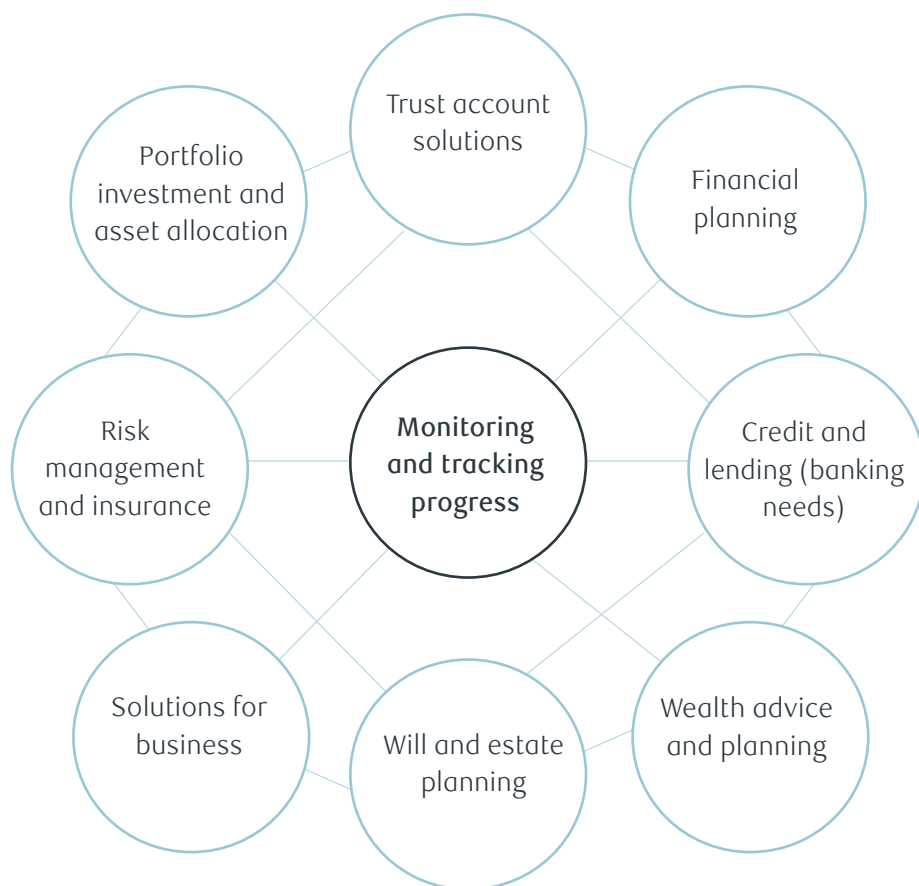 Trust account
solutions
Portfolio
investment and
asset allocation
Financial
planning
Monitoring
and tracking
progress
Risk
management
and insurance
Credit and
lending (banking
needs)
Solutions for
business
Will and estate
planning
Wealth advice
and planning